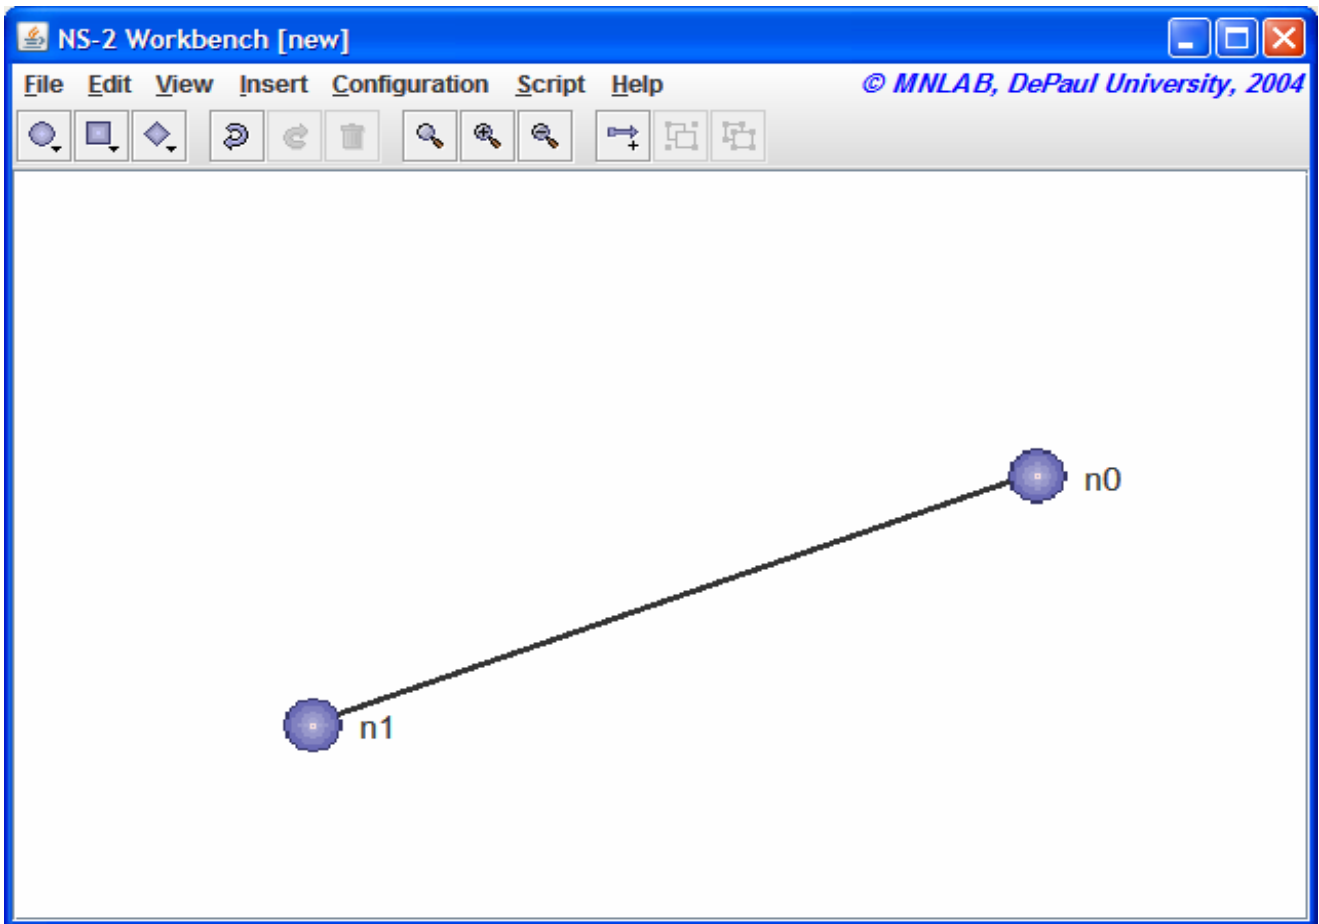 NS-2 Workbench [new]
File Edit View Insert Configuration Script Help © MNLAB, DePaul University, 2004
n0
n1